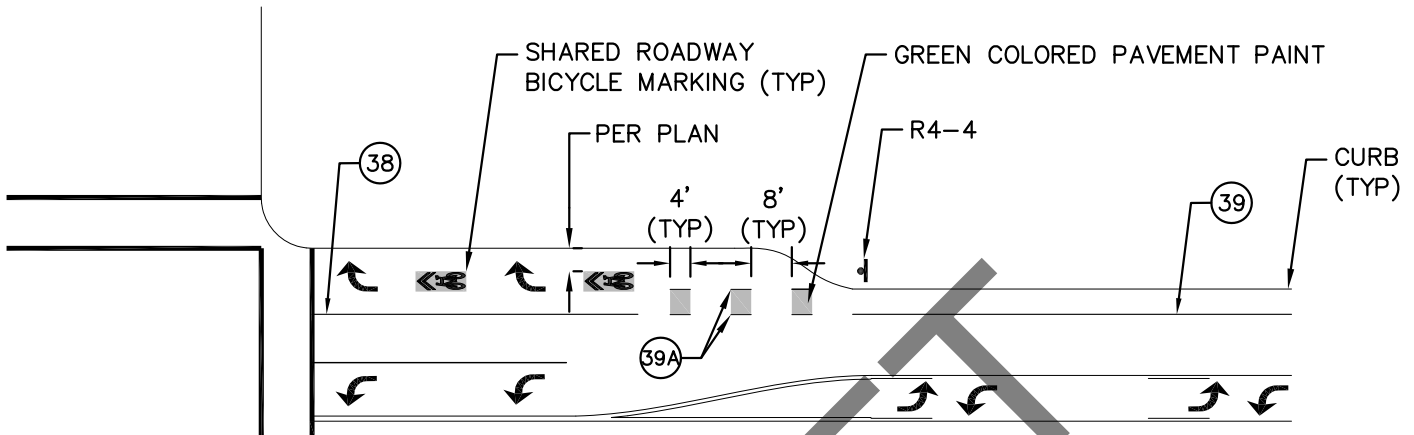 SHARED ROADWAY
BICYCLE MARKING (TYP)
GREEN COLORED PAVEMENT PAINT
PER PLAN
R4-4
38
CURB
(TYP)
4'
(TYP)
8'
(TYP)
39
39A